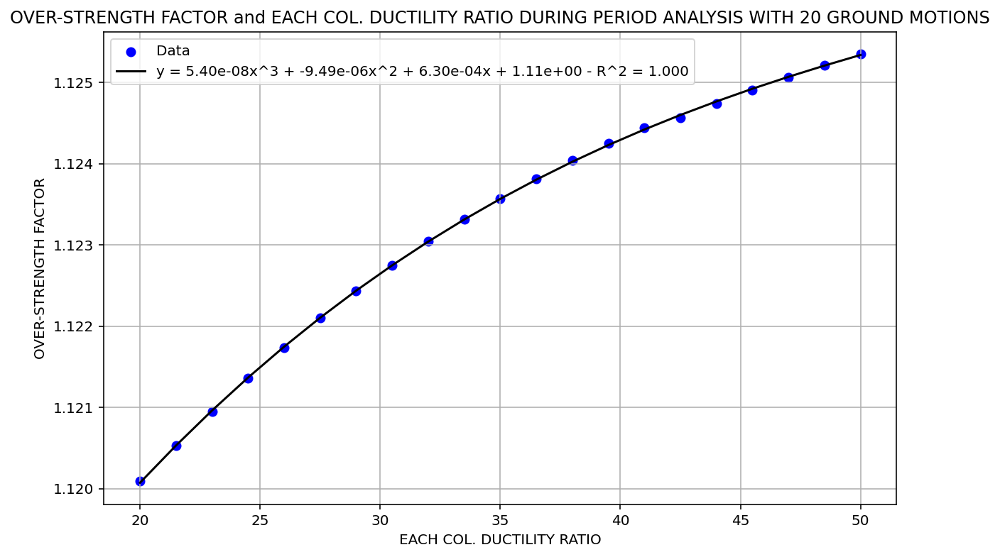 OVER-STRENGTH FACTOR and EACH COL. DUCTILITY RATIO DURING PERIOD ANALYSIS WITH 20 GROUND MOTIONS
Data
y = 5.40e-08x^3 + -9.49e-06x^2 + 6.30e-04x + 1.11e+00 - R^2 = 1.000
1.125
1.124
1.123
1.122
1.121
1.120
OVER-STRENGTH FACTOR
20 25 30 35 40 45 50
EACH COL. DUCTILITY RATIO